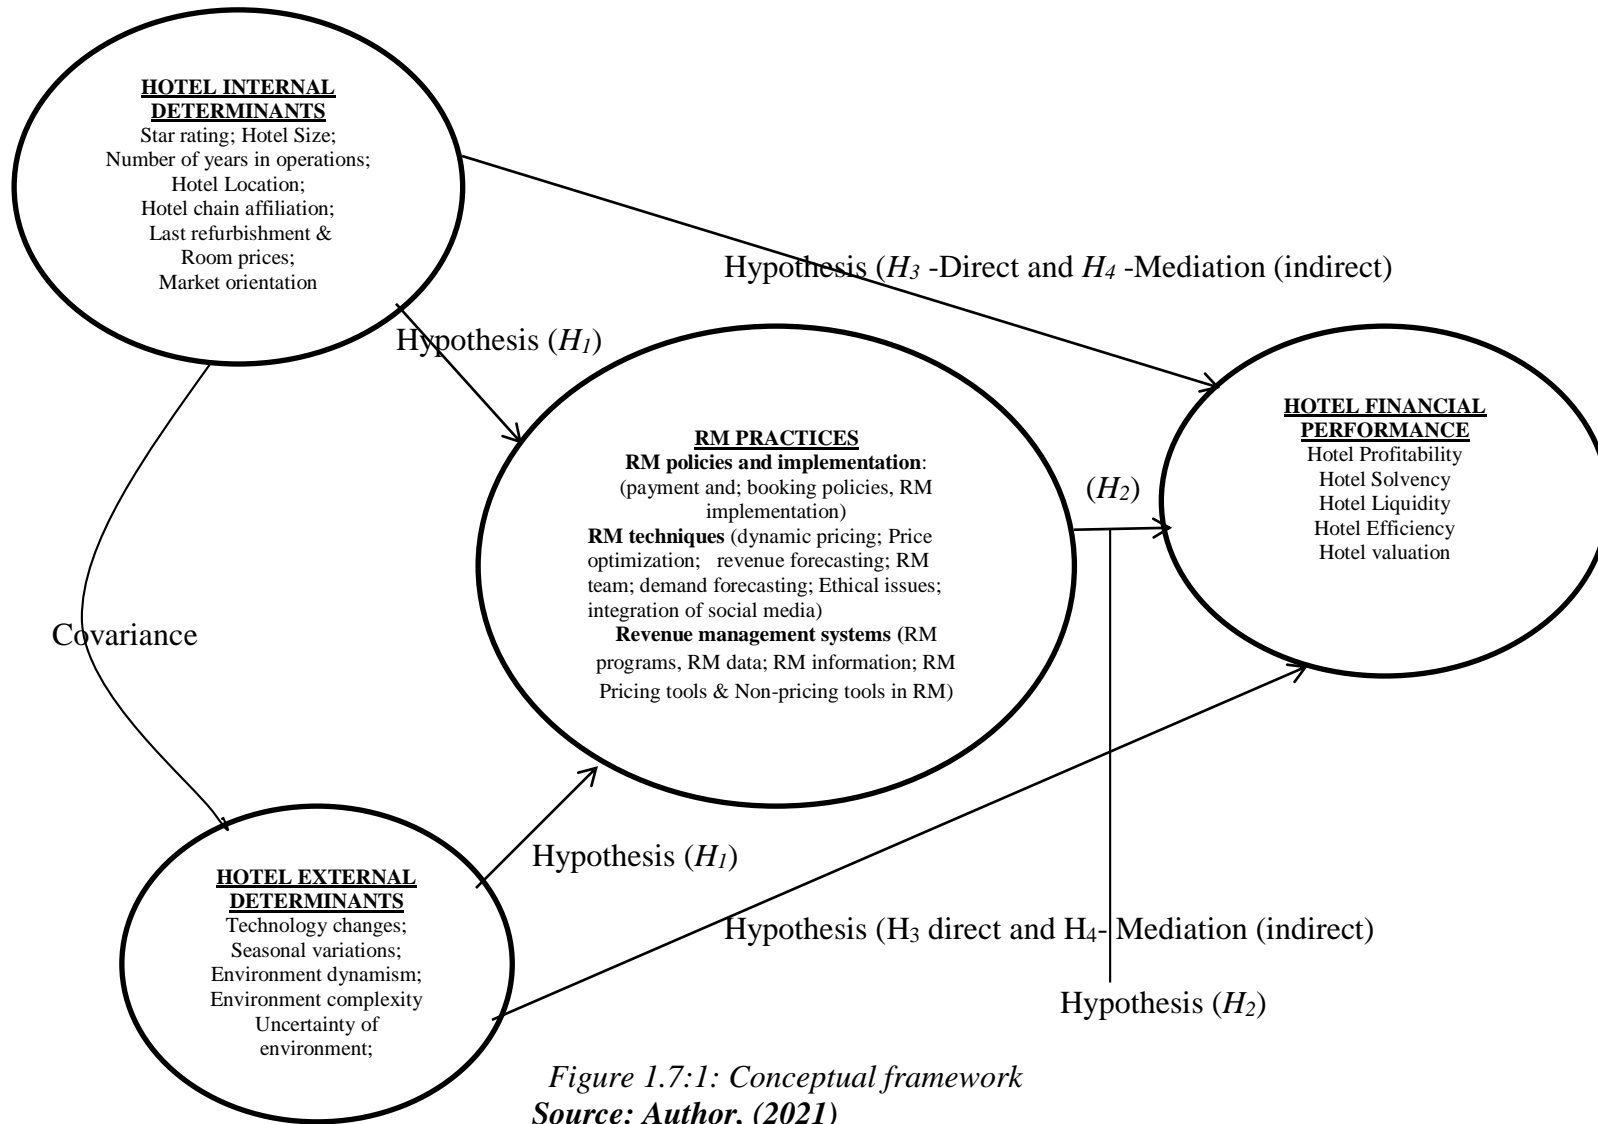 HOTEL INTERNAL
DETERMINANTS
Star rating; Hotel Size;
Number of years in operations;
Hotel Location;
Hotel chain affiliation;
Last refurbishment &
Room prices;
Market orientation
Hypothesis (H3 -Direct and H4 -Mediation (indirect)
Hypothesis (H1)
RM PRACTICES
RM policies and implementation:
(payment and; booking policies, RM
implementation)
RM techniques (dynamic pricing; Price
optimization; revenue forecasting; RM
team; demand forecasting; Ethical issues;
integration of social media)
Revenue management systems (RM
programs, RM data; RM information; RM
Pricing tools & Non-pricing tools in RM)
(H2)
HOTEL FINANCIAL
PERFORMANCE
Hotel Profitability
Hotel Solvency
Hotel Liquidity
Hotel Efficiency
Hotel valuation
Covariance
Hypothesis (H1)
HOTEL EXTERNAL
DETERMINANTS
Technology changes;
Seasonal variations;
Environment dynamism;
Environment complexity
Uncertainty of
environment;
Hypothesis (H3 direct and H4- Mediation (indirect)
Hypothesis (H2)
Figure 1.7:1: Conceptual framework
Source: Author, (2021)